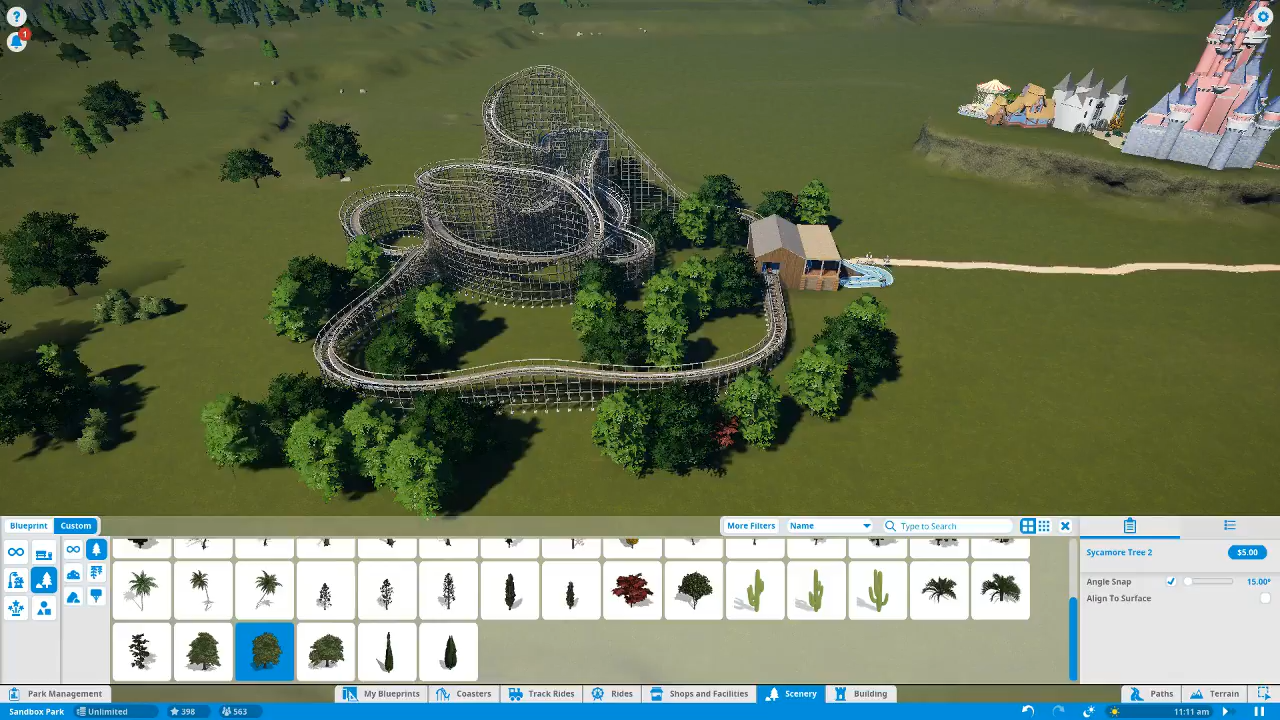 ?
1
Blueprint
Custom
More Filters
Name
Type to Search
Sycamore Tree 2
$5.00
Angle Snap
15.00°
Align To Surface
Park Management
My Blueprints
Coasters
Track Rides
Rides
Shops and Facilities
Scenery
Building
Paths
Terrain
Sandbox Park
Unlimited
398
563
11:11 am